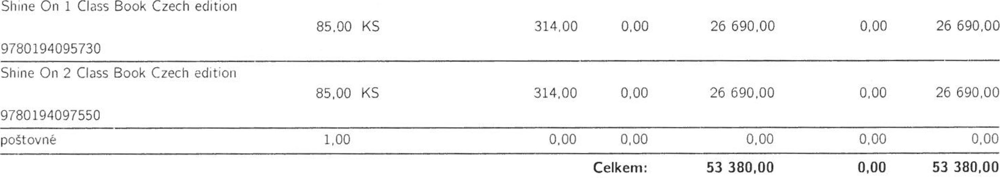 Shine On 1 Class Book Czech edition
85,00 KS 314,00 0,00 26 690,00 0,00 26 690,00
9780194095730
Shine On 2 Class Book Czech edition
85,00 KS 314,00 0,00 26 690,00 0,00 26 690,00
9780194097550
poštovné 1,00 0,00 0,00 0,00 0,00 0,00
Celkem: 53 380,00 0,00 53 380,00